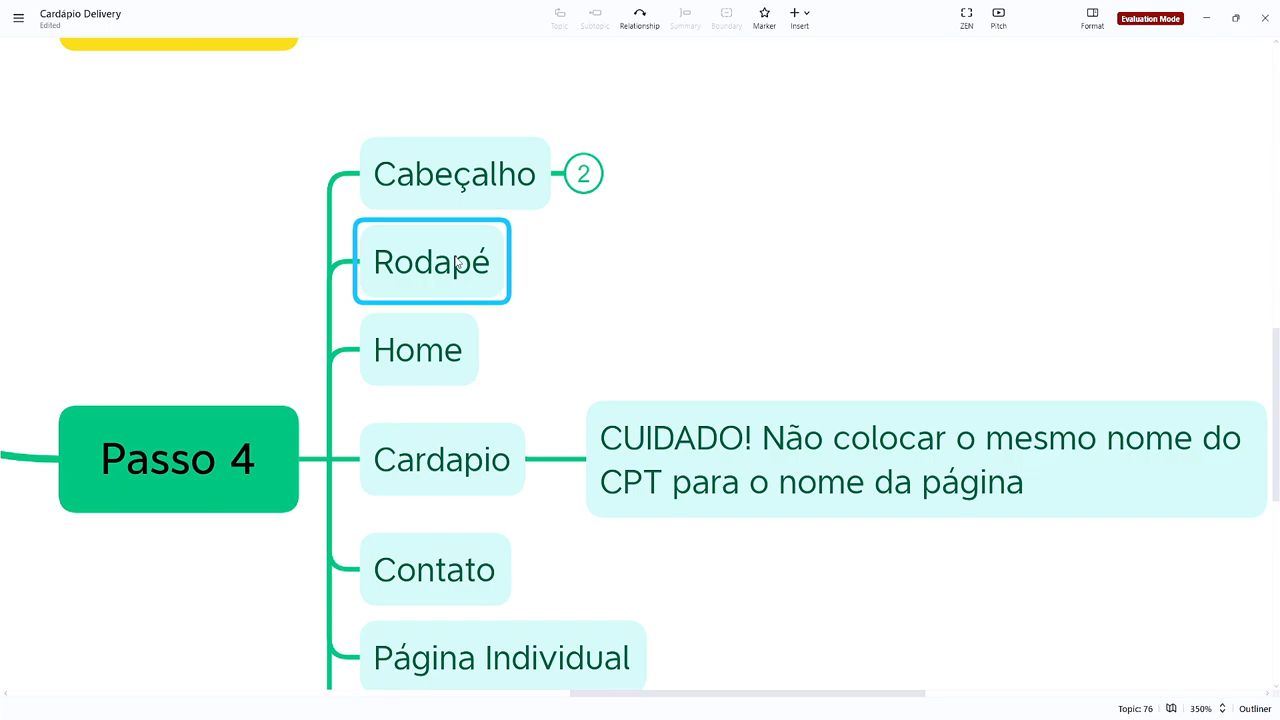 Cardápio Delivery
Edited
Topic
Subtopic
Relationship
Summary
Boundary
Marker
Insert
ZEN
Pitch
Format
Evaluation Mode
Cabeçalho
2
Rodapé
Home
Passo 4
Cardapio
CUIDADO! Não colocar o mesmo nome do
CPT para o nome da página
Contato
Página Individual
Topic: 76
350%
Outliner